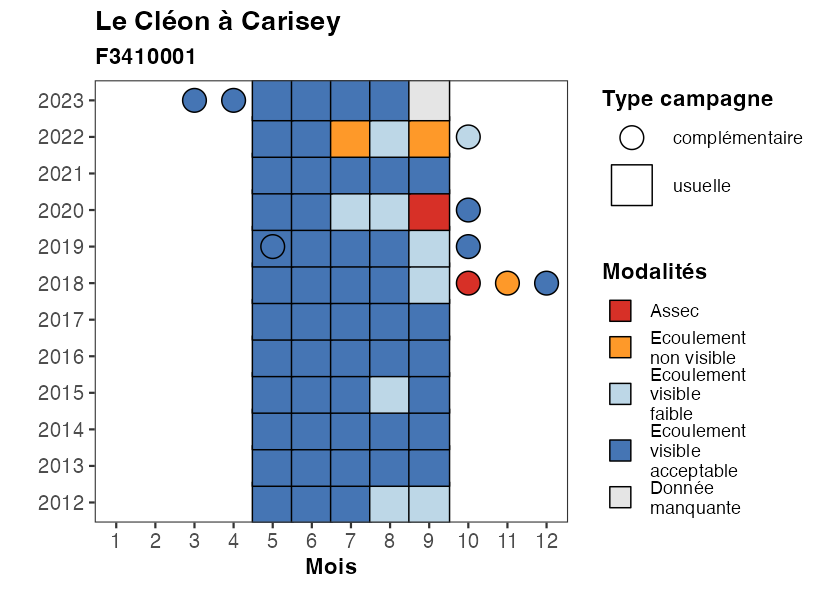 Le Cléon à Carisey
F3410001
2023
2022
2021
2020
2019
2018
2017
2016
2015
2014
2013
2012
1 2 3 4 5 6 7 8 9 10 11 12
Mois
Type campagne
complémentaire
usuelle
Modalités
Assec
Ecoulement
non visible
Ecoulement
visible
faible
Ecoulement
visible
acceptable
Donnée
manquante